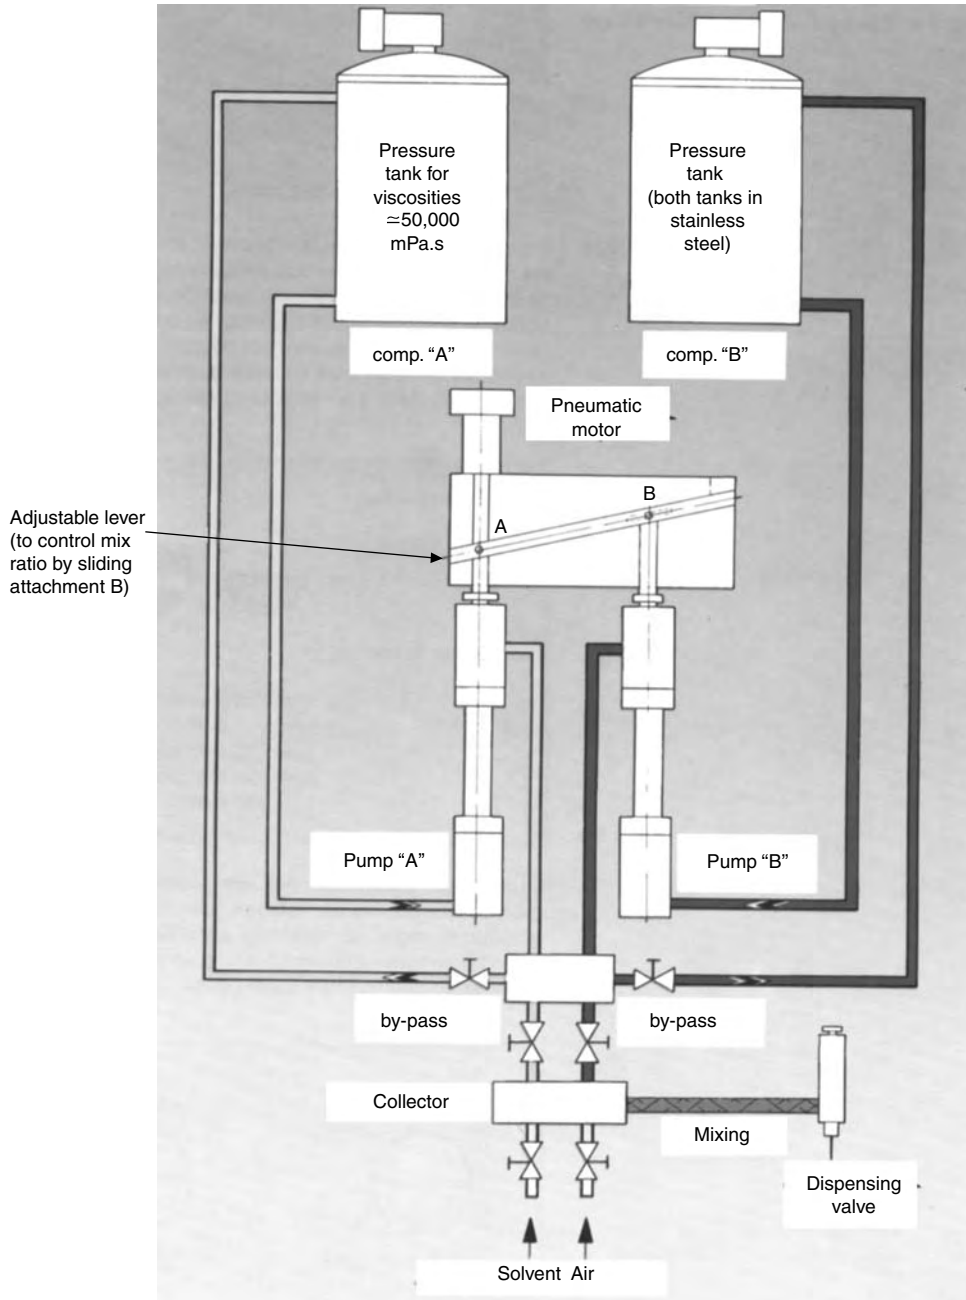 Pressure
tank for
viscosities
≃50,000
mPa.s
Pressure
tank
(both tanks in
stainless
steel)
comp. “A”
comp. “B”
Pneumatic
motor
B
A
Adjustable lever
(to control mix
ratio by sliding
attachment B)
Pump “A”
Pump “B”
by-pass
by-pass
Collector
Mixing
Dispensing
valve
Solvent Air